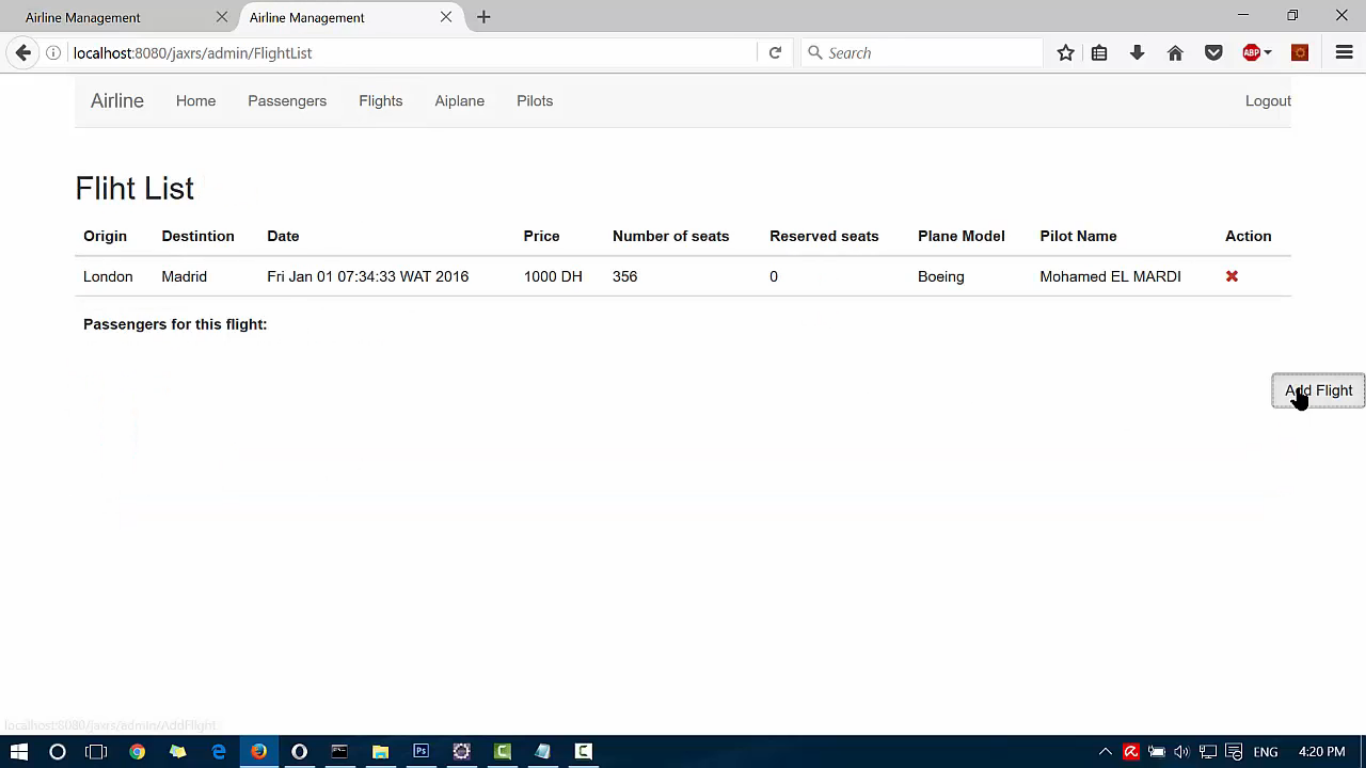 Airline Management
Airline Management
localhost:8080/jaxrs/admin/FlightList
Search
ABP
Airline Home Passengers Flights Aiplane Pilots Logout
Fliht List
Origin Destintion Date Price Number of seats Reserved seats Plane Model Pilot Name Action
London Madrid Fri Jan 01 07:34:33 WAT 2016 1000 DH 356 0 Boeing Mohamed EL MARDI
Passengers for this flight:
Add Flight
localhost:8080/jaxrs/admin/AddFlight
Ps
ENG 4:20 PM